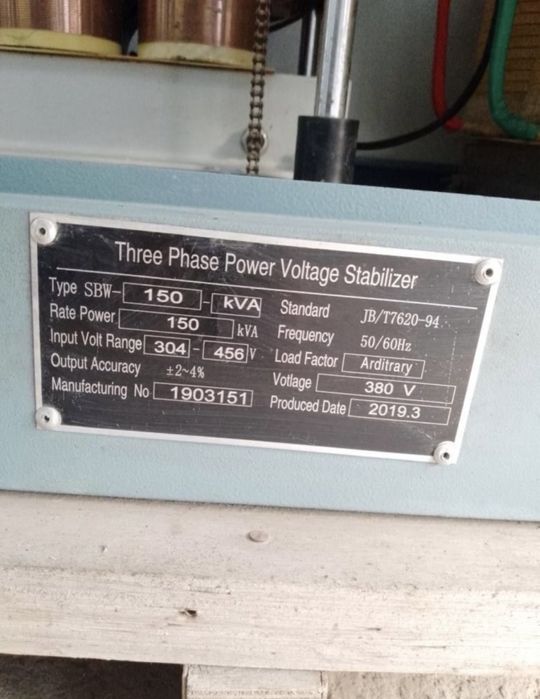 Three Phase Power Voltage Stabilizer
Type SBW- 150 - kVA
Rate Power 150 kVA
Input Volt Range 304 - 456 V
Output Accuracy ±2~4%
Manufacturing No 1903151
Standard JB/T7620-94
Frequency 50/60Hz
Load Factor Arditrary
Votlage 380 V
Produced Date 2019.3